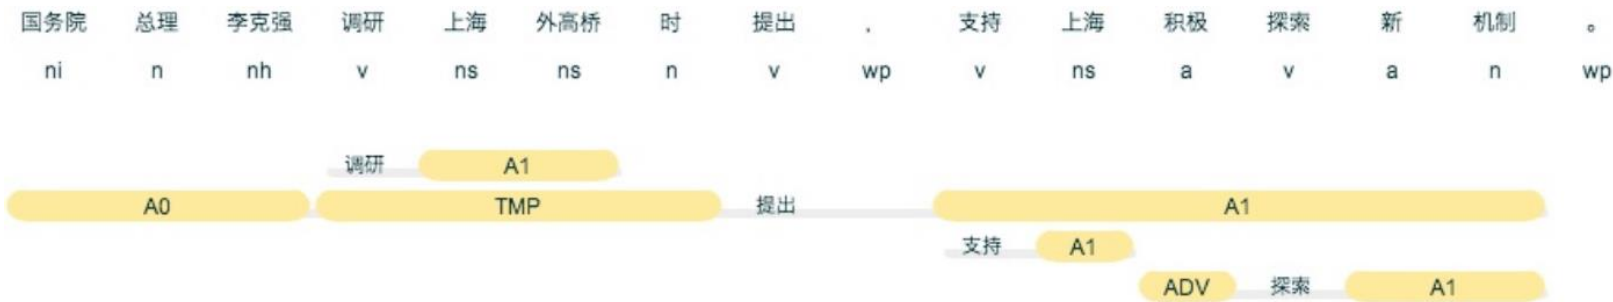 国务院 总理 李克强 调研 上海 外高桥 时 提出 , 支持 上海 积极 探索 新 机制 。
ni n nh v ns ns n v wp v ns a v a n wp
调研 A1
A0 TMP 提出 A1
支持 A1
ADV 探索 A1